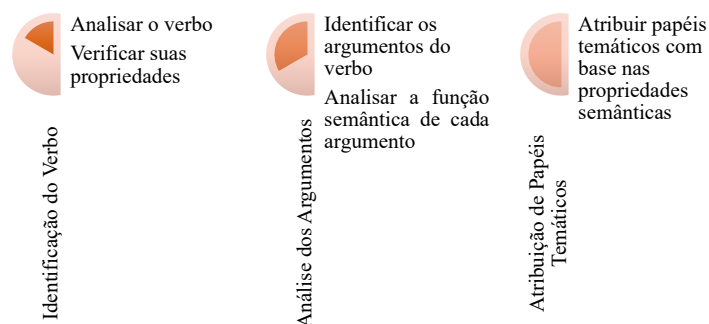 Analisar o verbo
Verificar suas
propriedades
Identificação do Verbo
Identificar os
argumentos do
verbo
Analisar a função
semântica de cada
argumento
Análise dos Argumentos
Atribuir papéis
temáticos com
base nas
propriedades
semânticas
Atribuição de Papéis
Temáticos